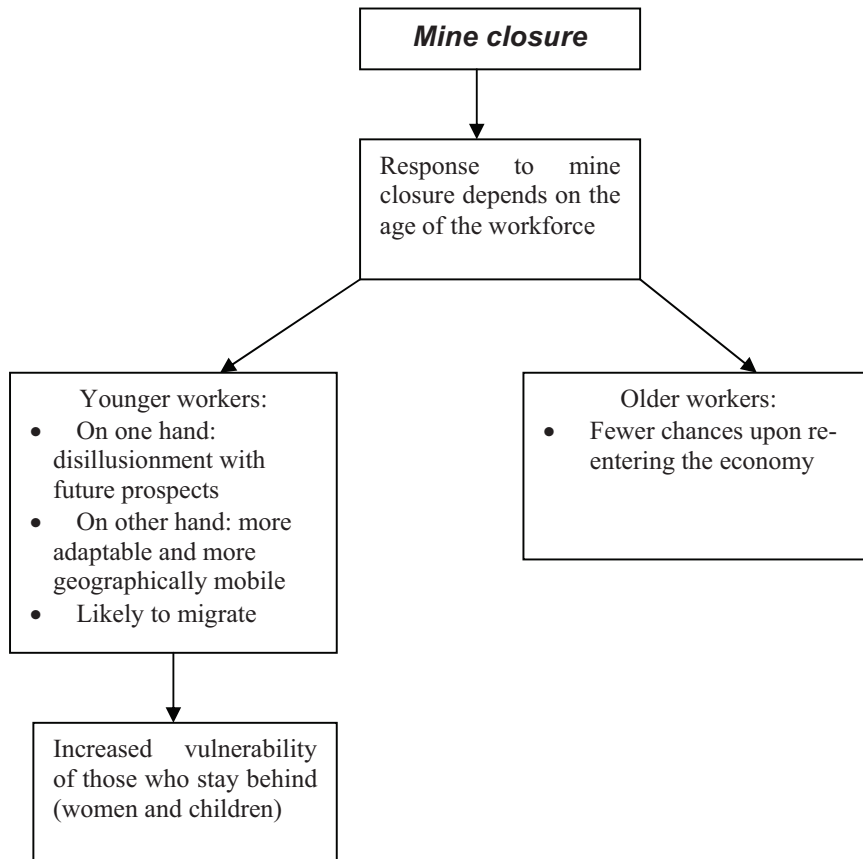 Mine closure
Response to mine
closure depends on the
age of the workforce
Younger workers:
• On one hand:
disillusionment with
future prospects
• On other hand: more
adaptable and more
geographically mobile
• Likely to migrate
Older workers:
• Fewer chances upon re-
entering the economy
Increased vulnerability
of those who stay behind
(women and children)